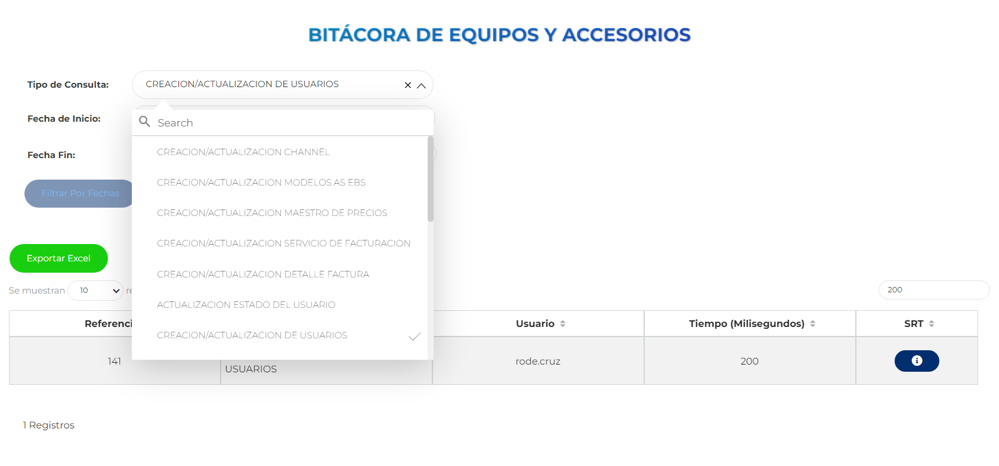 BITÁCORA DE EQUIPOS Y ACCESORIOS
Tipo de Consulta:
CREACION/ACTUALIZACION DE USUARIOS
Fecha de Inicio:
Search
CREACION/ACTUALIZACION CHANNEL
Fecha Fin:
CREACION/ACTUALIZACION MODELOS AS EBS
Filtrar Por Fechas
CREACION/ACTUALIZACION MAESTRO DE PRECIOS
CREACION/ACTUALIZACION SERVICIO DE FACTURACION
Exportar Excel
CREACION/ACTUALIZACION DETALLE FACTURA
Se muestran 10 re
200
ACTUALIZACION ESTADO DEL USUARIO
CREACION/ACTUALIZACION DE USUARIOS
Referenci Usuario Tiempo (Milisegundos) SRT
141 USUARIOS rode.cruz 200
1 Registros